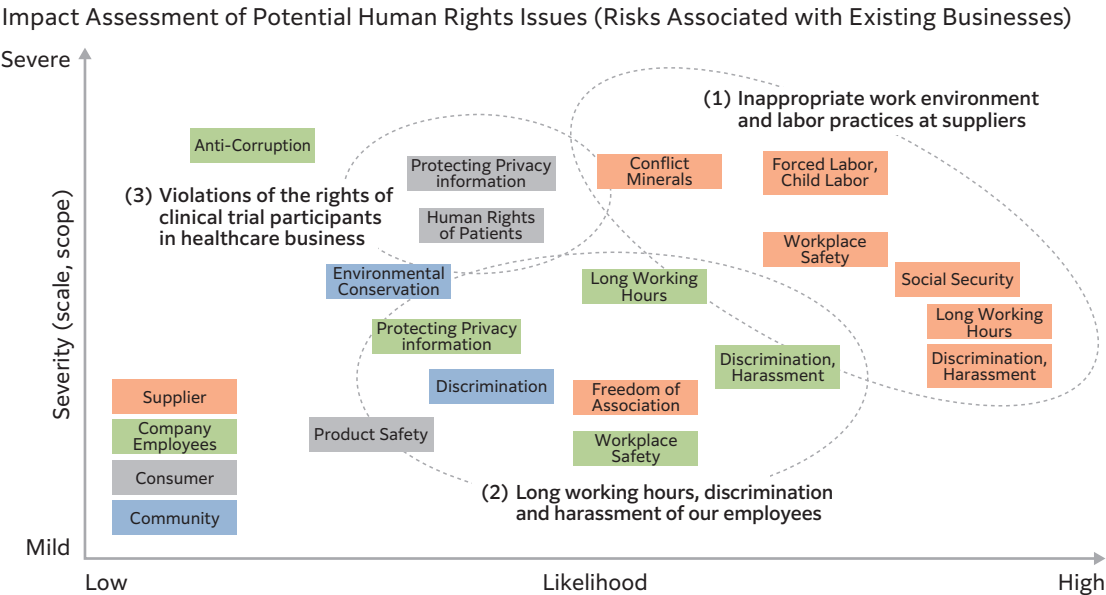 Impact Assessment of Potential Human Rights Issues (Risks Associated with Existing Businesses)
Severe
(1) Inappropriate work environment
and labor practices at suppliers
Anti-Corruption
Protecting Privacy
information
Conflict
Minerals
Forced Labor,
Child Labor
(3) Violations of the rights of
clinical trial participants
in healthcare business
Human Rights
of Patients
Workplace
Safety
Environmental
Conservation
Long Working
Hours
Social Security
Protecting Privacy
information
Long Working
Hours
Discrimination,
Harassment
Discrimination,
Harassment
Discrimination
Freedom of
Association
Product Safety
Workplace
Safety
Supplier
Company
Employees
Consumer
Community
(2) Long working hours, discrimination
and harassment of our employees
Severity (scale, scope)
Mild
Low
Likelihood
High